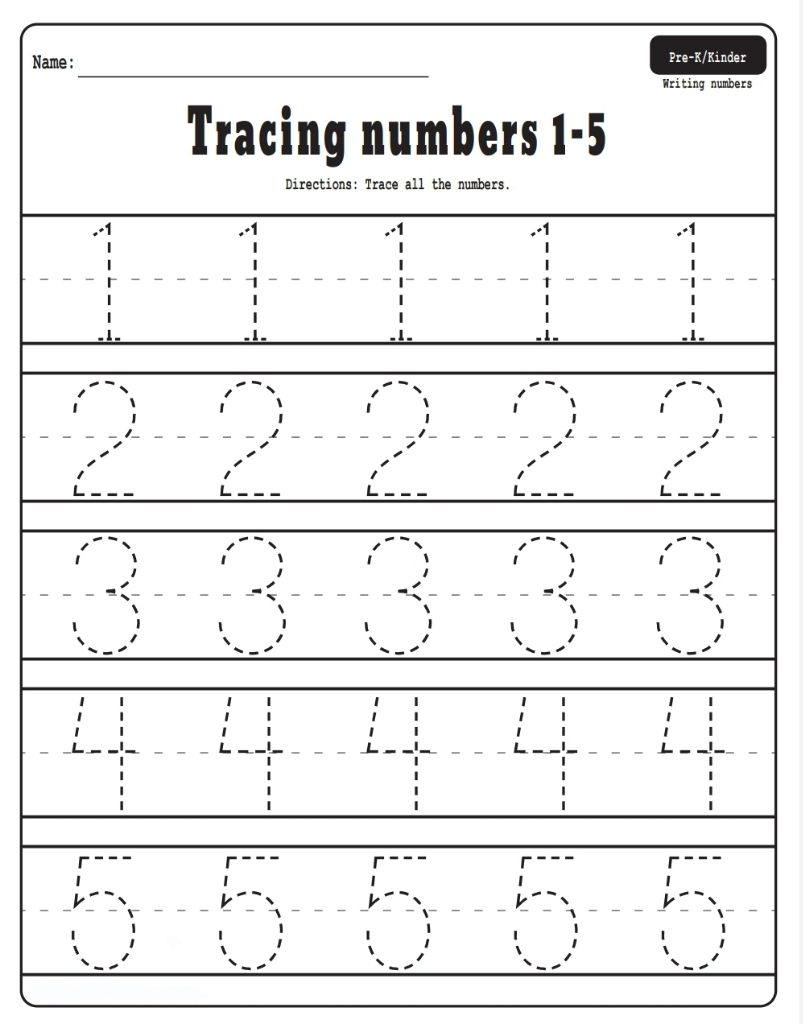 Name:
Pre-K/Kinder
Writing numbers
Tracing numbers 1-5
Directions: Trace all the numbers.
1 1 1 1 1
2 2 2 2 2
3 3 3 3 3
4 4 4 4 4
5 5 5 5 5